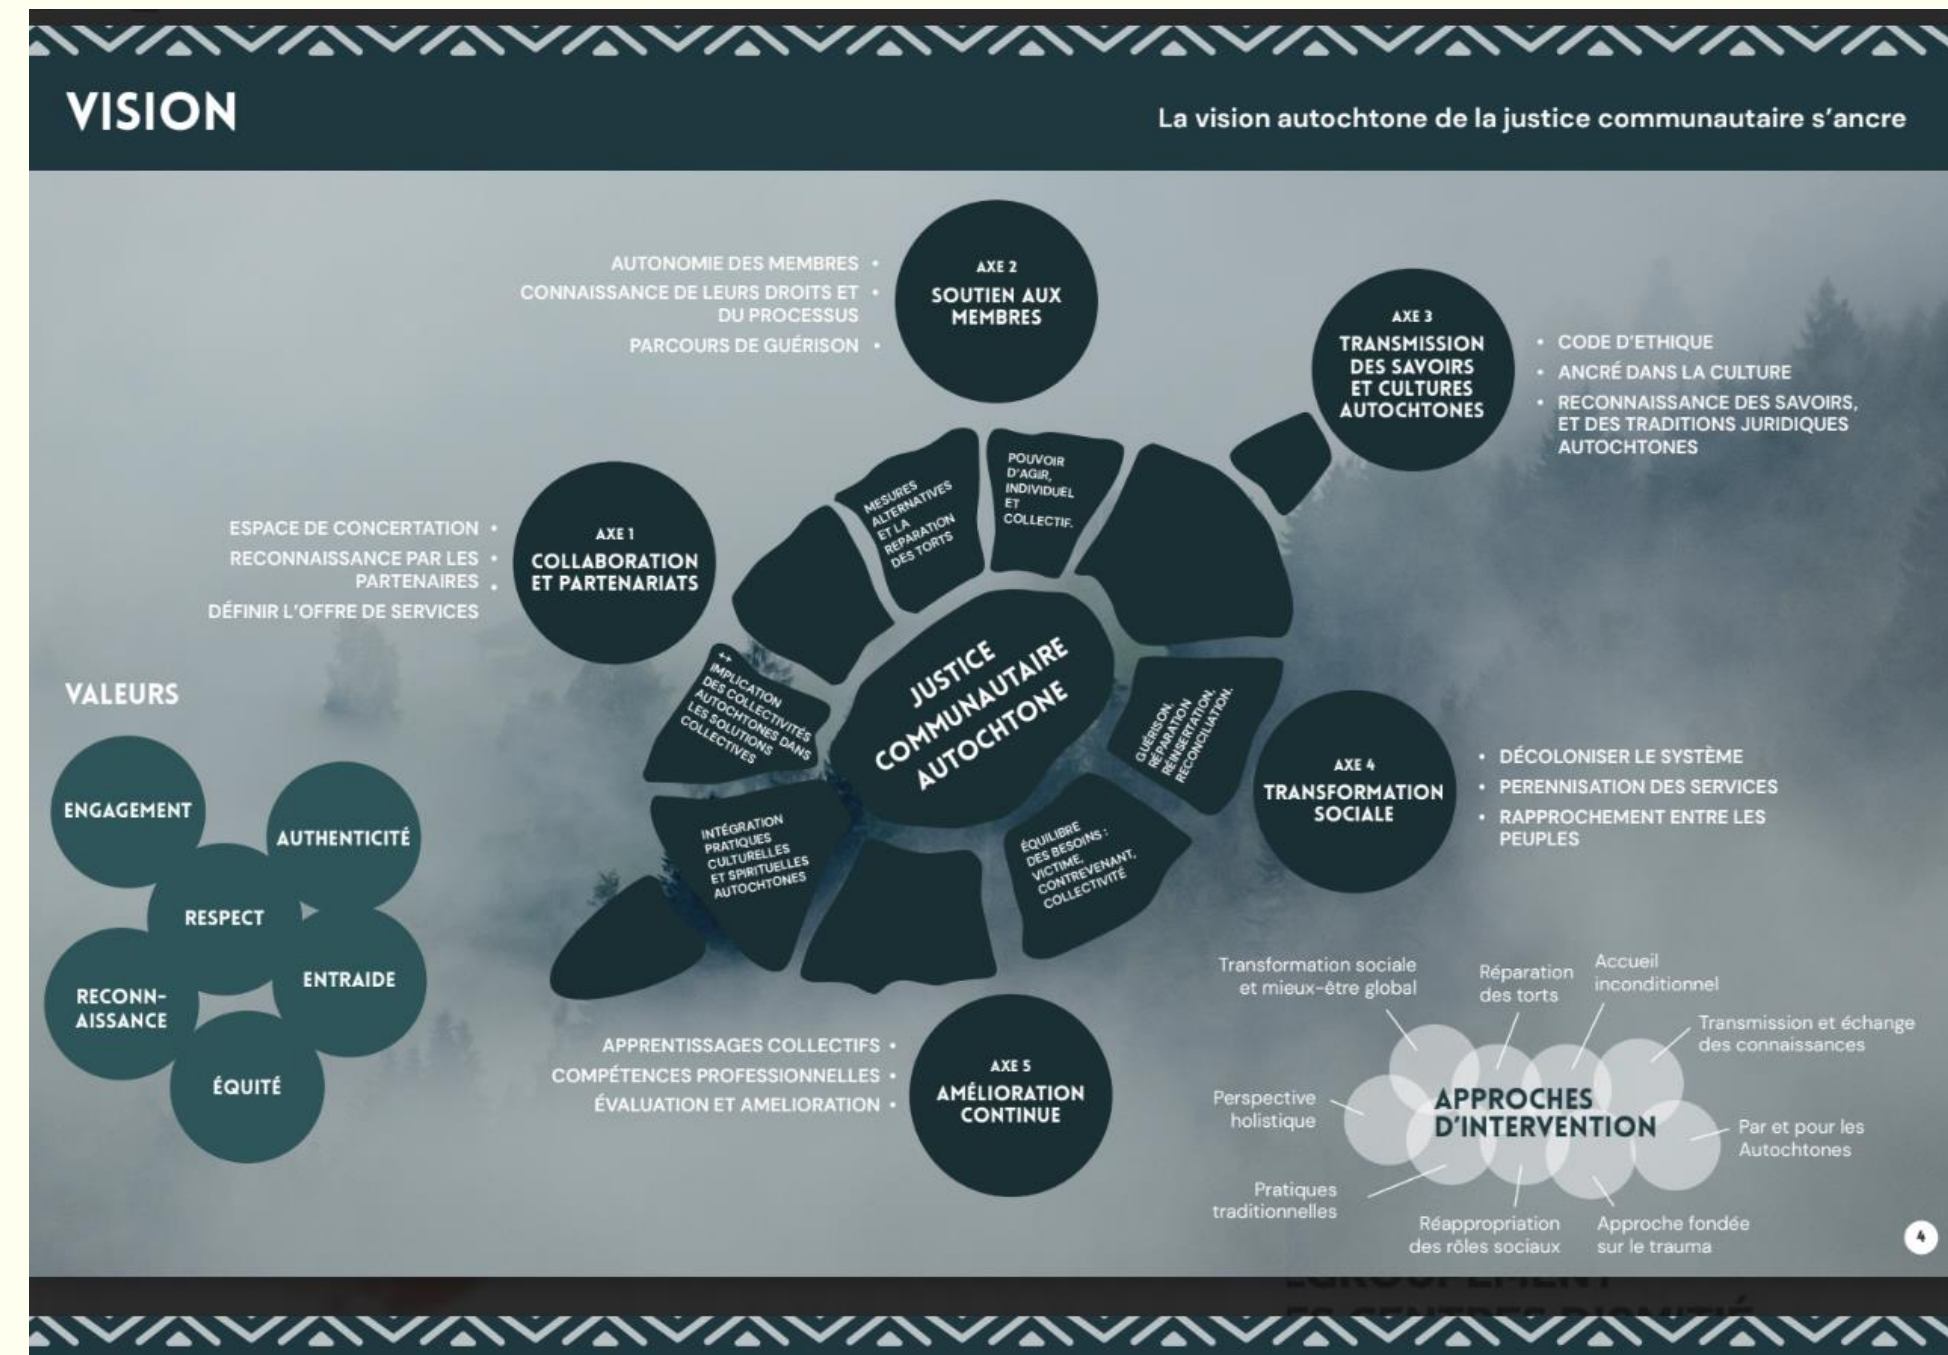 VISION
La vision autochtone de la justice communautaire s’ancre
AXE 2
SOUTIEN AUX
MEMBRES
AUTONOMIE DES MEMBRES •
CONNAISSANCE DE LEURS DROITS ET •
DU PROCESSUS
PARCOURS DE GUÉRISON •
AXE 3
TRANSMISSION
DES SAVOIRS
ET CULTURES
AUTOCHTONES
• CODE D’ETHIQUE
• ANCRÉ DANS LA CULTURE
• RECONNAISSANCE DES SAVOIRS,
ET DES TRADITIONS JURIDIQUES
AUTOCHTONES
AXE 1
COLLABORATION
ET PARTENARIATS
ESPACE DE CONCERTATION •
RECONNAISSANCE PAR LES •
PARTENAIRES •
DÉFINIR L’OFFRE DE SERVICES
MESURES
ALTERNATIVES
ET LA
REPARATION
DES TORTS
POUVOIR
D’AGIR,
INDIVIDUEL
ET
COLLECTIF.
++
IMPLICATION
DES COLLECTIVITÉS
AUTOCHTONES DANS
LES SOLUTIONS
COLLECTIVES
JUSTICE
COMMUNAUTAIRE
AUTOCHTONE
GUÉRISON,
RÉPARATION
RÉINSERTATION,
RECONCILIATION.
INTÉGRATION
PRATIQUES
CULTURELLES
ET SPIRITUELLES
AUTOCHTONES
ÉQUILIBRE
DES BESOINS :
VICTIME,
CONTREVENANT,
COLLECTIVITÉ
AXE 4
TRANSFORMATION
SOCIALE
• DÉCOLONISER LE SYSTÈME
• PERENNISATION DES SERVICES
• RAPPROCHEMENT ENTRE LES
PEUPLES
VALEURS
ENGAGEMENT
AUTHENTICITÉ
RESPECT
RECONN-
AISSANCE
ENTRAIDE
ÉQUITÉ
AXE 5
AMÉLIORATION
CONTINUE
APPRENTISSAGES COLLECTIFS •
COMPÉTENCES PROFESSIONNELLES •
ÉVALUATION ET AMELIORATION •
APPROCHES
D’INTERVENTION
Transformation sociale
et mieux-être global
Réparation
des torts
Accueil
inconditionnel
Transmission et échange
des connaissances
Perspective
holistique
Par et pour les
Autochtones
Pratiques
traditionnelles
Réappropriation
des rôles sociaux
Approche fondée
sur le trauma
4